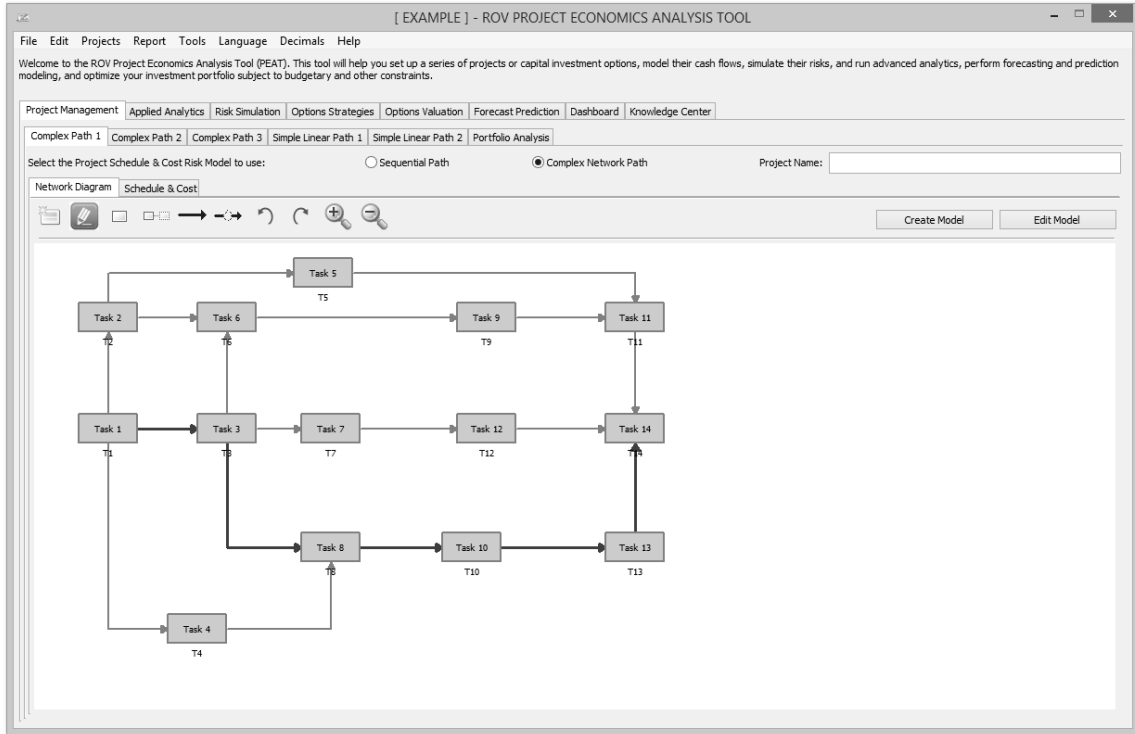 [ EXAMPLE ] - ROV PROJECT ECONOMICS ANALYSIS TOOL
File Edit Projects Report Tools Language Decimals Help
Welcome to the ROV Project Economics Analysis Tool (PEAT). This tool will help you set up a series of projects or capital investment options, model their cash flows, simulate their risks, and run advanced analytics, perform forecasting and prediction
modeling, and optimize your investment portfolio subject to budgetary and other constraints.
Project Management Applied Analytics Risk Simulation Options Strategies Options Valuation Forecast Prediction Dashboard Knowledge Center
Complex Path 1 Complex Path 2 Complex Path 3 Simple Linear Path 1 Simple Linear Path 2 Portfolio Analysis
Select the Project Schedule & Cost Risk Model to use: Sequential Path Complex Network Path Project Name:
Network Diagram Schedule & Cost
Create Model Edit Model
Task 5
T5
Task 2 Task 6 Task 9 Task 11
T2 T6 T9 T11
Task 1 Task 3 Task 7 Task 12 Task 14
T1 T3 T7 T12 T14
Task 8 Task 10 Task 13
T8 T10 T13
Task 4
T4